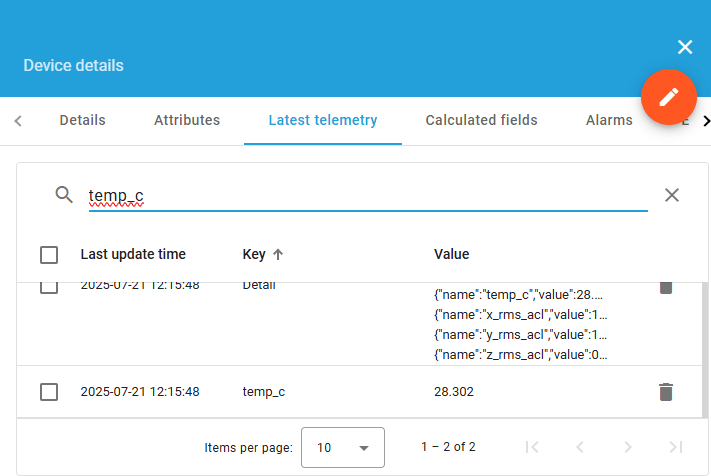 Device details
Details Attributes Latest telemetry Calculated fields Alarms E
temp_c
Last update time Key Value
2025-07-21 12:15:48 Detail
{"name":"temp_c","value":28....
{"name":"x_rms_acl","value":1...
{"name":"y_rms_acl","value":1...
{"name":"z_rms_acl","value":0...
2025-07-21 12:15:48 temp_c 28.302
Items per page: 10 1 – 2 of 2